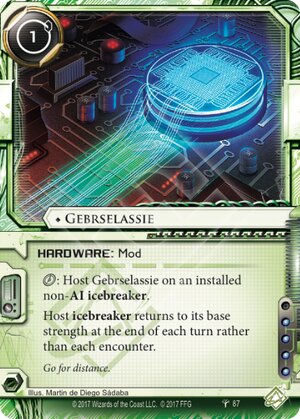 1
♦ GEBRSELASSIE
HARDWARE: Mod
: Host Gebrselassie on an installed
non-AI icebreaker.
Host icebreaker returns to its base
strength at the end of each turn rather
than each encounter.
Go for distance.
Illus. Martin de Diego Sádaba
© 2017 Wizards of the Coast LLC. © 2017 FFG
87